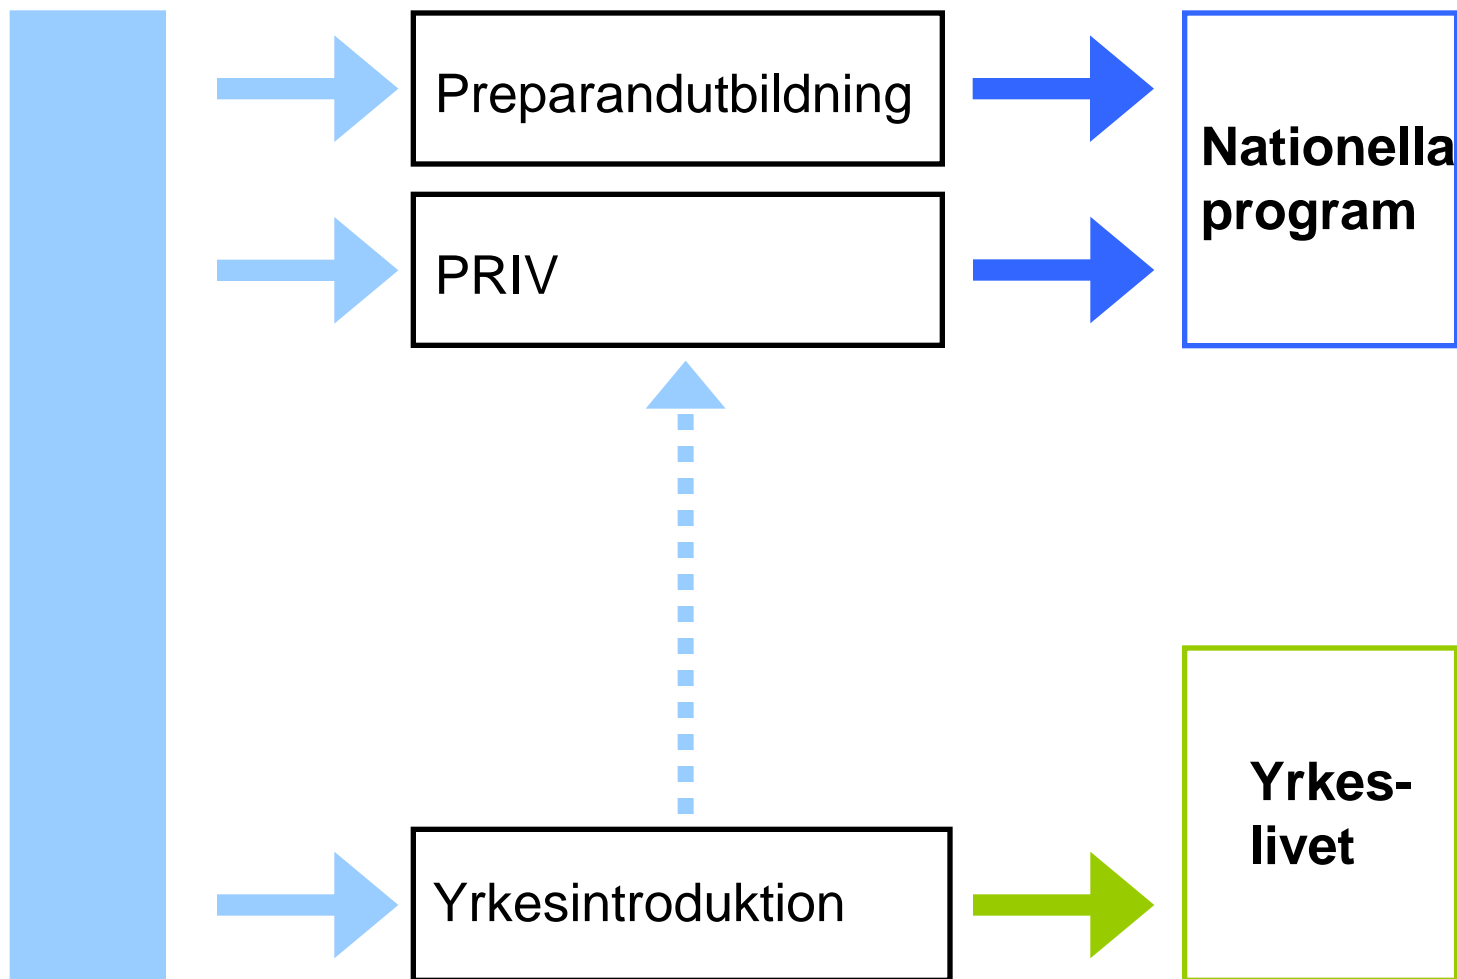 Preparandutbildning
Nationella
program
PRIV
Yrkes-
livet
Yrkesintroduktion